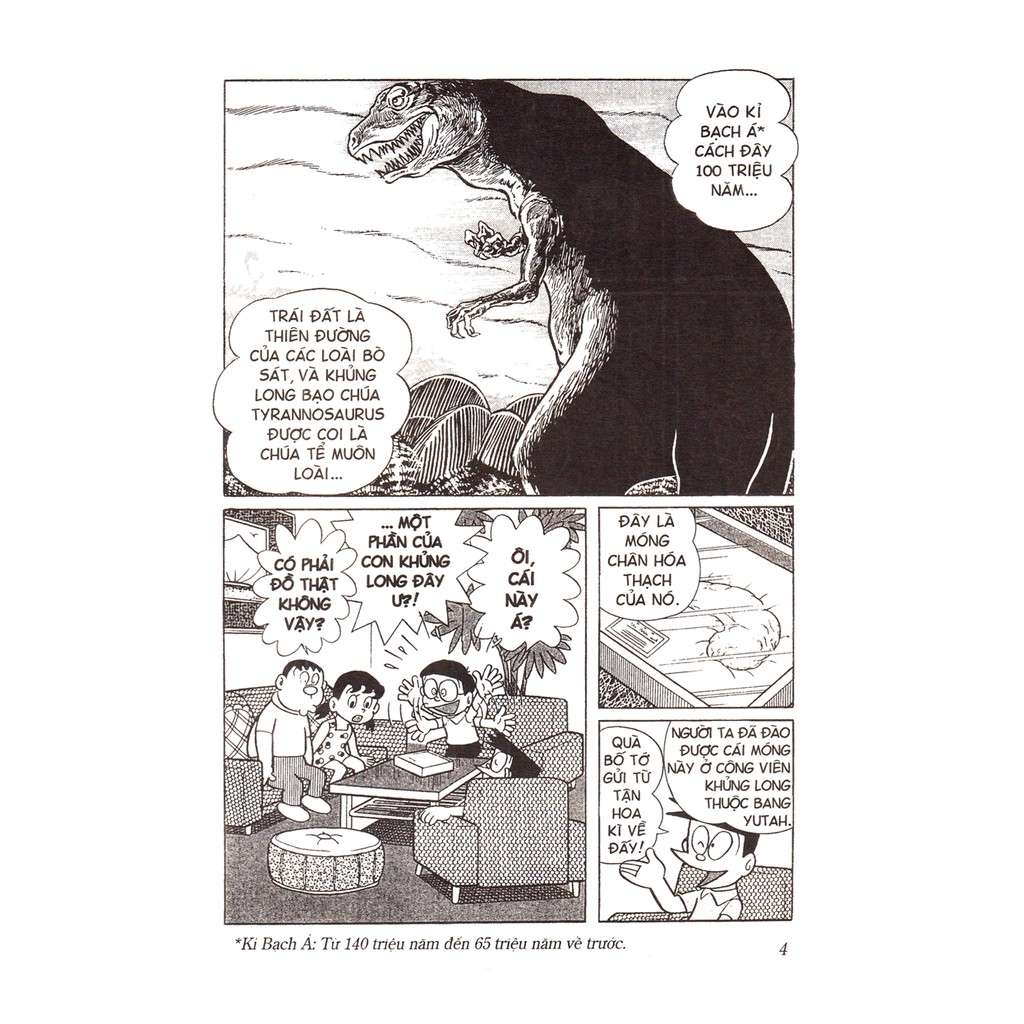 VÀO KỈ
BẠCH Á*
CÁCH ĐÂY
100 TRIỆU
NĂM...
TRÁI ĐẤT LÀ
THIÊN ĐƯỜNG
CỦA CÁC LOÀI BÒ
SÁT, VÀ KHỦNG
LONG BẠO CHÚA
TYRANNOSAURUS
ĐƯỢC COI LÀ
CHÚA TỂ MUÔN
LOÀI...
CÓ PHẢI
ĐỒ THẬT
KHÔNG
VẬY?
... MỘT
PHẦN CỦA
CON KHỦNG
LONG ĐÂY
Ư?!
ÔI,
CÁI
NÀY
Á?
ĐÂY LÀ
MÓNG
CHÂN HÓA
THẠCH
CỦA NÓ.
QUÀ
BỐ TỚ
GỬI TỪ
TẬN
HOA
KÌ VỀ
ĐẤY!
NGƯỜI TA ĐÃ ĐÀO
ĐƯỢC CÁI MÓNG
NÀY Ở CÔNG VIÊN
KHỦNG LONG
THUỘC BANG
YUTAH.
*Kỉ Bạch Á: Từ 140 triệu năm đến 65 triệu năm về trước.
4